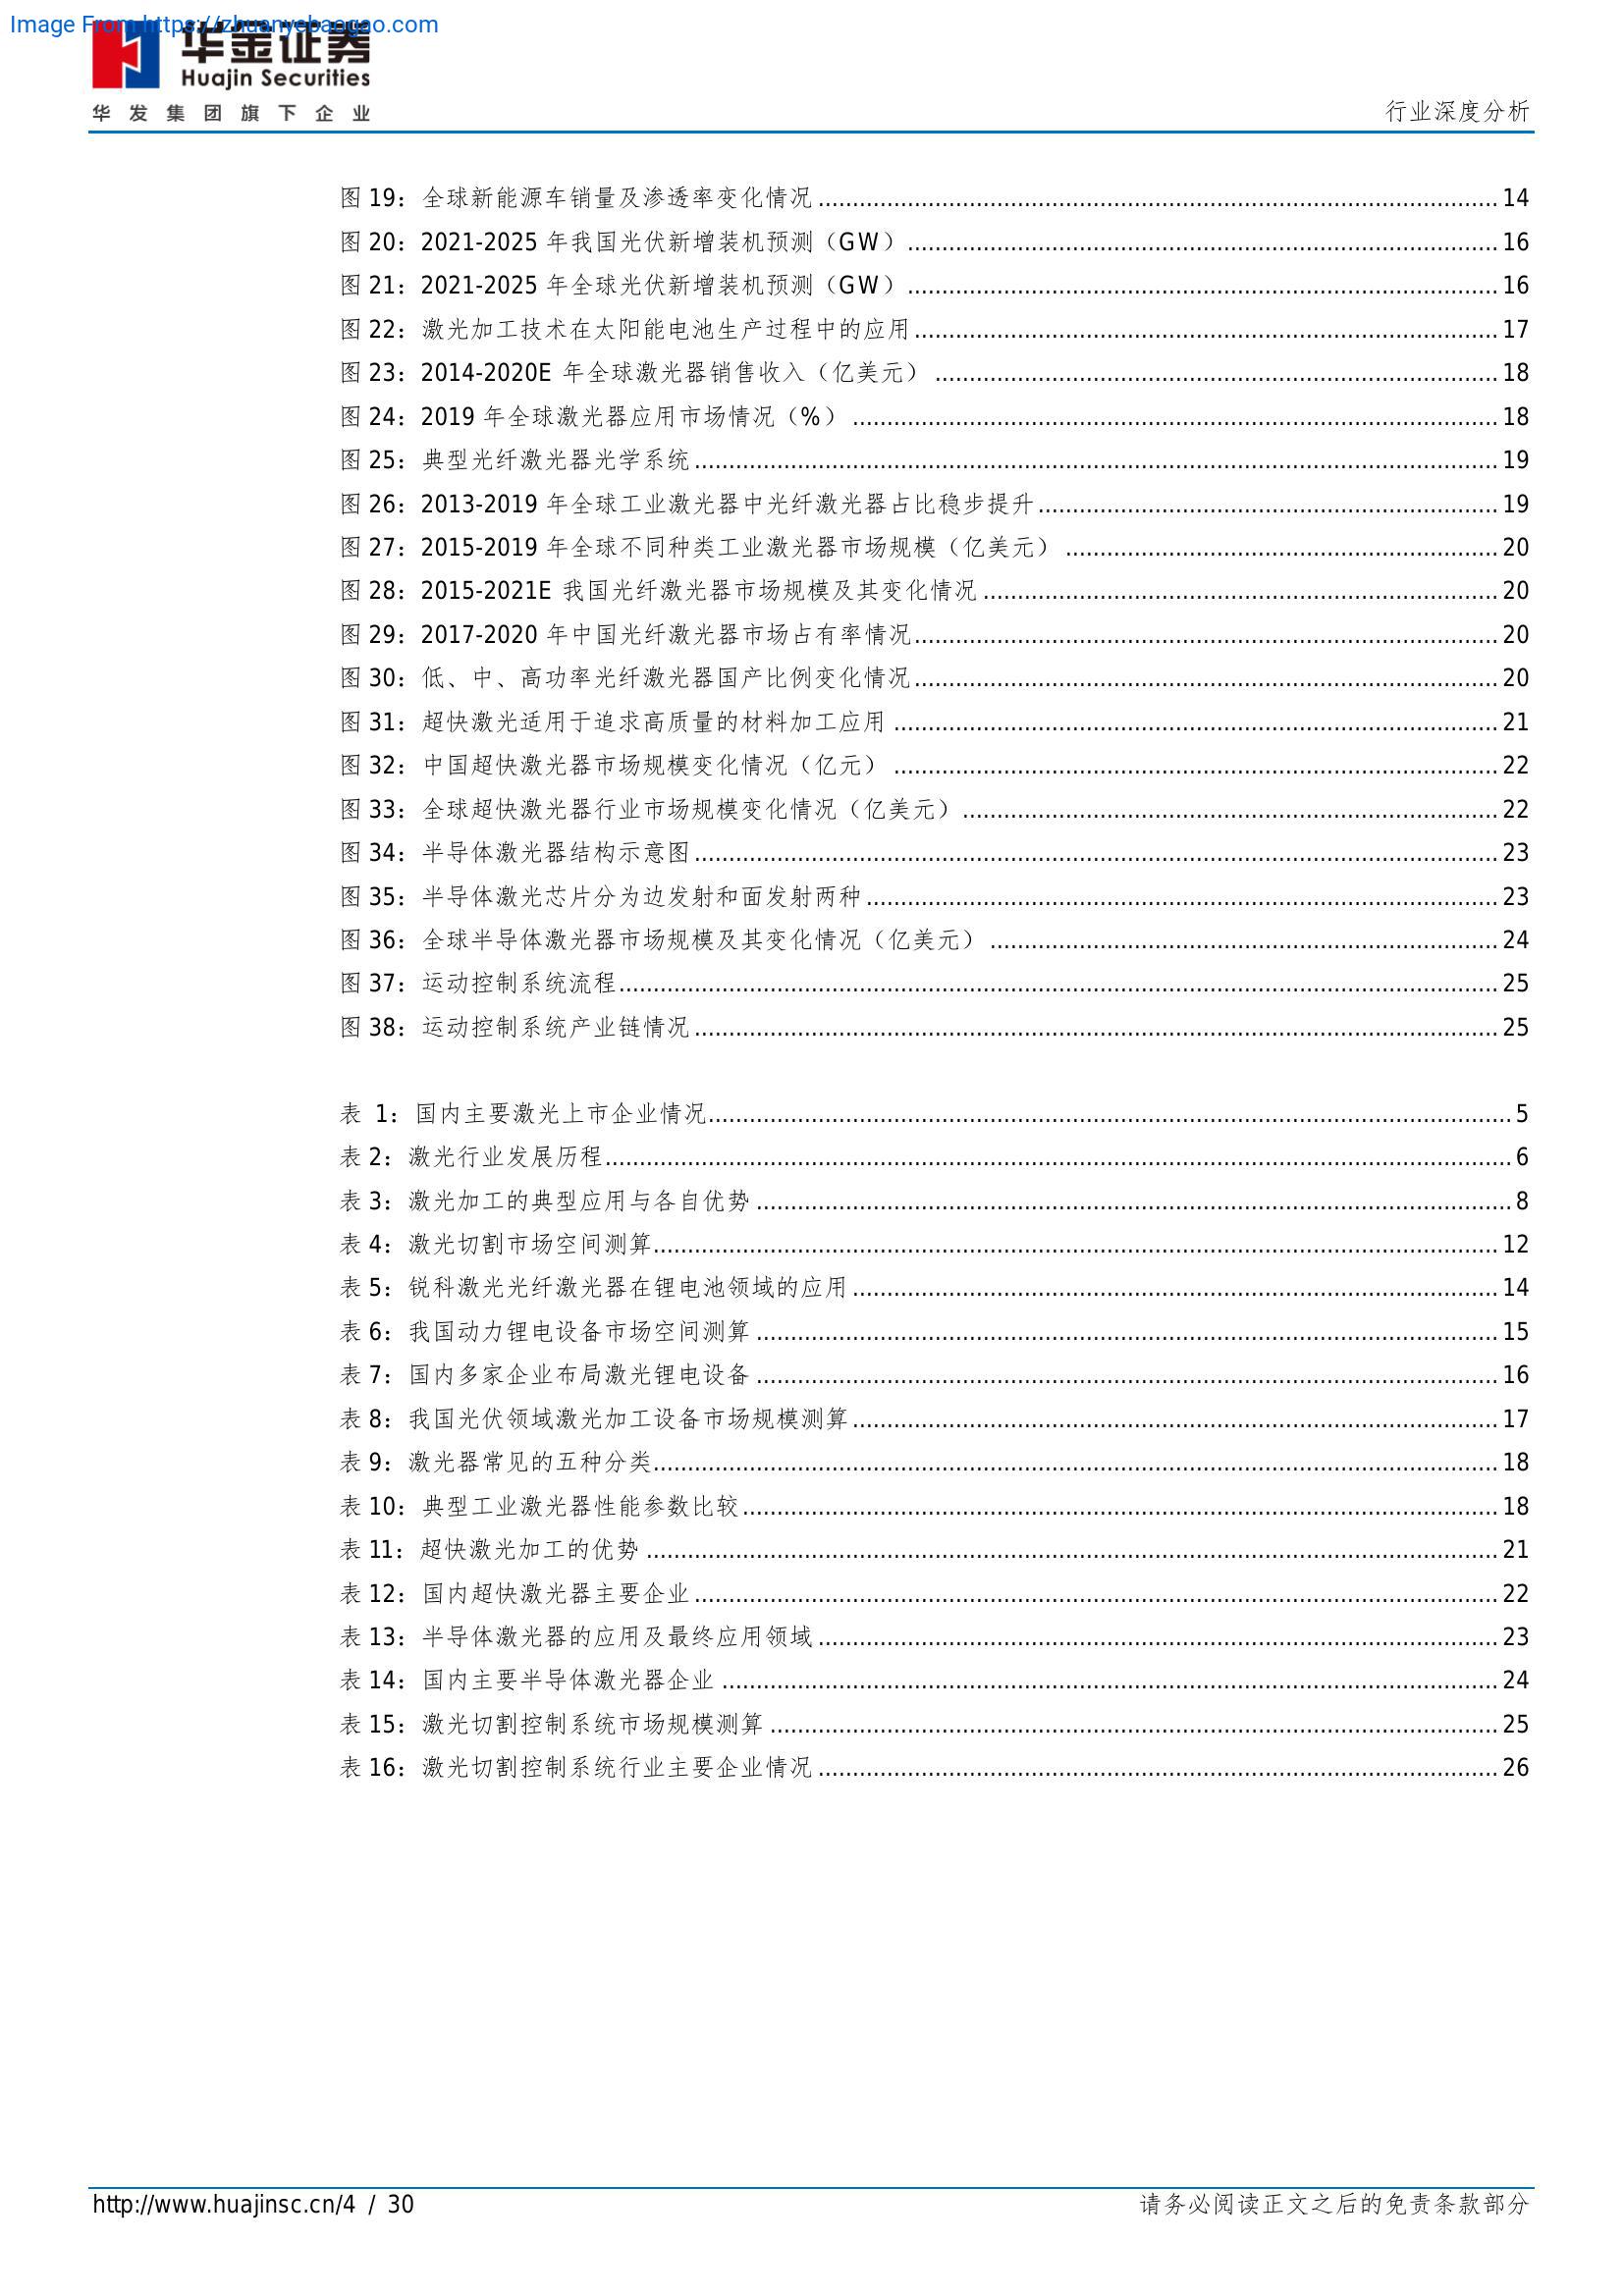 Image From https://zhuanyebaogao.com
华金证券
Huajin Securities
华发集团旗下企业
行业深度分析
图 19：全球新能源车销量及渗透率变化情况........14
图 20：2021-2025 年我国光伏新增装机预测（GW）........16
图 21：2021-2025 年全球光伏新增装机预测（GW）........16
图 22：激光加工技术在太阳能电池生产过程中的应用........17
图 23：2014-2020E 年全球激光器销售收入（亿美元）........18
图 24：2019 年全球激光器应用市场情况（%）........18
图 25：典型光纤激光器光学系统........19
图 26：2013-2019 年全球工业激光器中光纤激光器占比稳步提升........19
图 27：2015-2019 年全球不同种类工业激光器市场规模（亿美元）........20
图 28：2015-2021E 我国光纤激光器市场规模及其变化情况........20
图 29：2017-2020 年中国光纤激光器市场占有率情况........20
图 30：低、中、高功率光纤激光器国产比例变化情况........20
图 31：超快激光适用于追求高质量的材料加工应用........21
图 32：中国超快激光器市场规模变化情况（亿元）........22
图 33：全球超快激光器行业市场规模变化情况（亿美元）........22
图 34：半导体激光器结构示意图........23
图 35：半导体激光芯片分为边发射和面发射两种........23
图 36：全球半导体激光器市场规模及其变化情况（亿美元）........24
图 37：运动控制系统流程........25
图 38：运动控制系统产业链情况........25
表 1：国内主要激光上市企业情况........5
表 2：激光行业发展历程........6
表 3：激光加工的典型应用与各自优势........8
表 4：激光切割市场空间测算........12
表 5：锐科激光光纤激光器在锂电池领域的应用........14
表 6：我国动力锂电设备市场空间测算........15
表 7：国内多家企业布局激光锂电设备........16
表 8：我国光伏领域激光加工设备市场规模测算........17
表 9：激光器常见的五种分类........18
表 10：典型工业激光器性能参数比较........18
表 11：超快激光加工的优势........21
表 12：国内超快激光器主要企业........22
表 13：半导体激光器的应用及最终应用领域........23
表 14：国内主要半导体激光器企业........24
表 15：激光切割控制系统市场规模测算........25
表 16：激光切割控制系统行业主要企业情况........26
http://www.huajinsc.cn/4 / 30
请务必阅读正文之后的免责条款部分